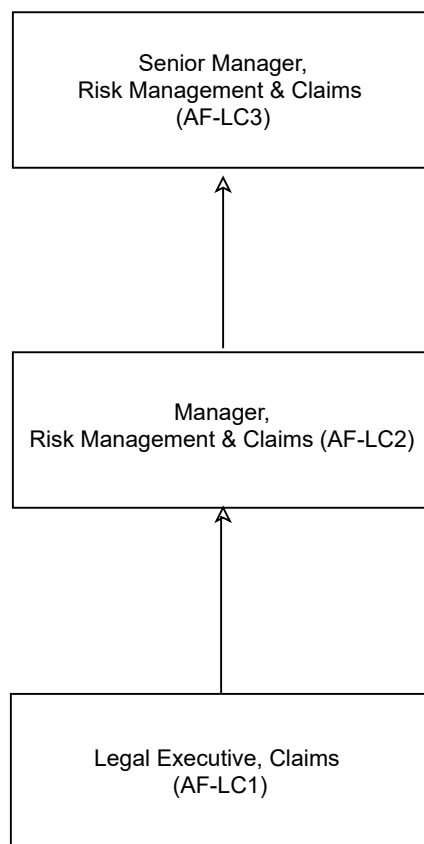 Senior Manager,
Risk Management & Claims
(AF-LC3)
Manager,
Risk Management & Claims (AF-LC2)
Legal Executive, Claims
(AF-LC1)